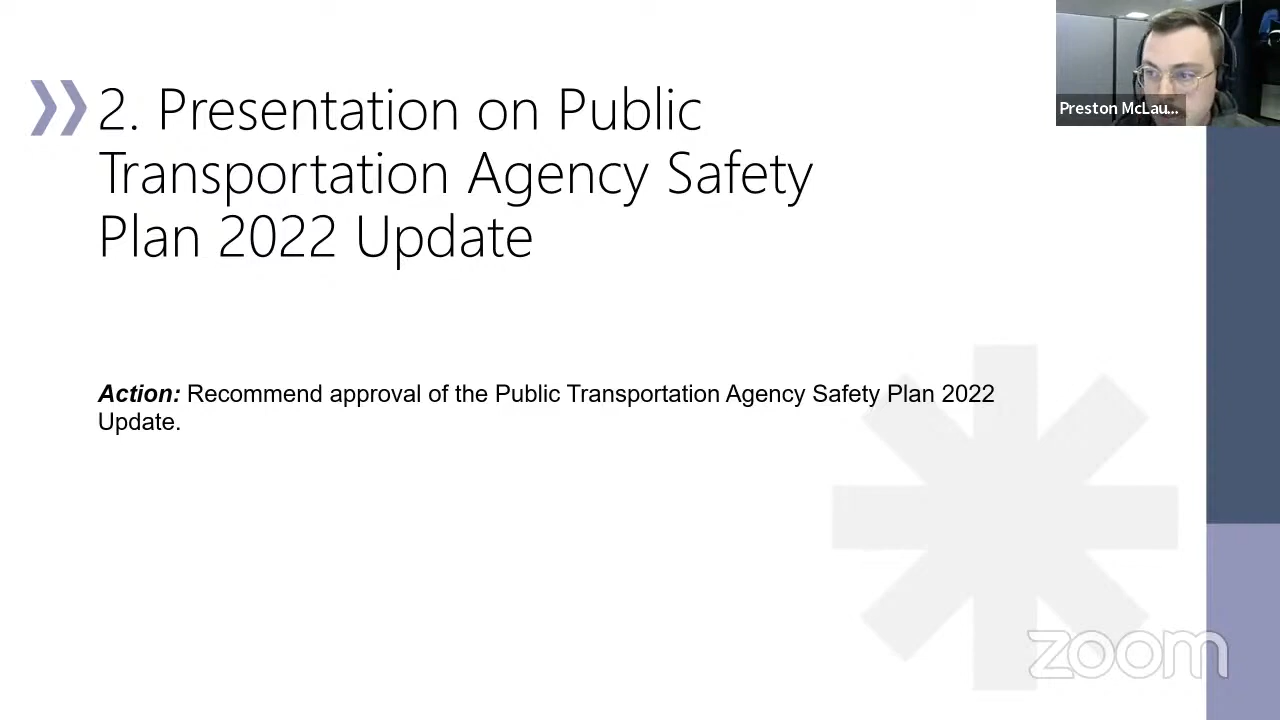 2. Presentation on Public
Transportation Agency Safety
Plan 2022 Update
Action: Recommend approval of the Public Transportation Agency Safety Plan 2022
Update.
Preston McLau...
zoom